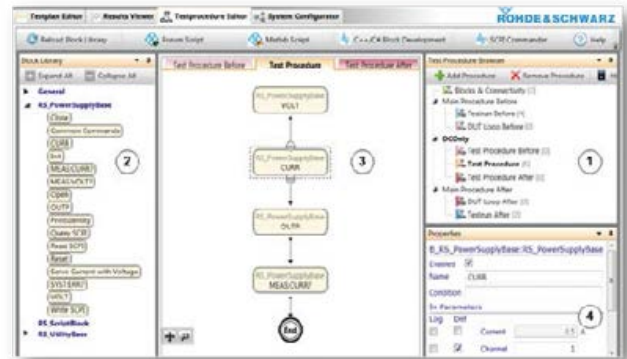 Testplan Editor
Results Viewer
Testprocedure Editor
System Configurator
ROHDE & SCHWARZ
Reload Block Library
Forum Script
Matlab Script
C++/C# Block Development
SCPI Commander
Help
Block Library
Expand All
Collapse All
General
RS_PowerSupplyBase
Close
Common Commands
CURR
Init
MEAS:CURR?
MEAS:VOLT?
Open
OUTP
Query SCPI
Read SCPI
Reset
Servo Current with Voltage
SYST:ERR?
VOLT
Write SCPI
RS_ScriptBlock
RS_UtilityBase
2
Test Procedure Before
Test Procedure
Test Procedure After
RS_PowerSupplyBase
VOLT
RS_PowerSupplyBase
CURR
RS_PowerSupplyBase
OUTP
RS_PowerSupplyBase
MEAS:CURR?
End
3
Test Procedure Browser
Add Procedure
Remove Procedure
Blocks & Connectivity
Main Procedure Before
Testrun Before
DUT Loop Before
DCOnly
Test Procedure Before
Test Procedure
Test Procedure After
Main Procedure After
DUT Loop After
Testrun After
1
Properties
B_RS_PowerSupplyBase::RS_PowerSupplyBase
Enabled
Name CURR
Condition
In Parameters
Log Def
Current A
Channel 1
4